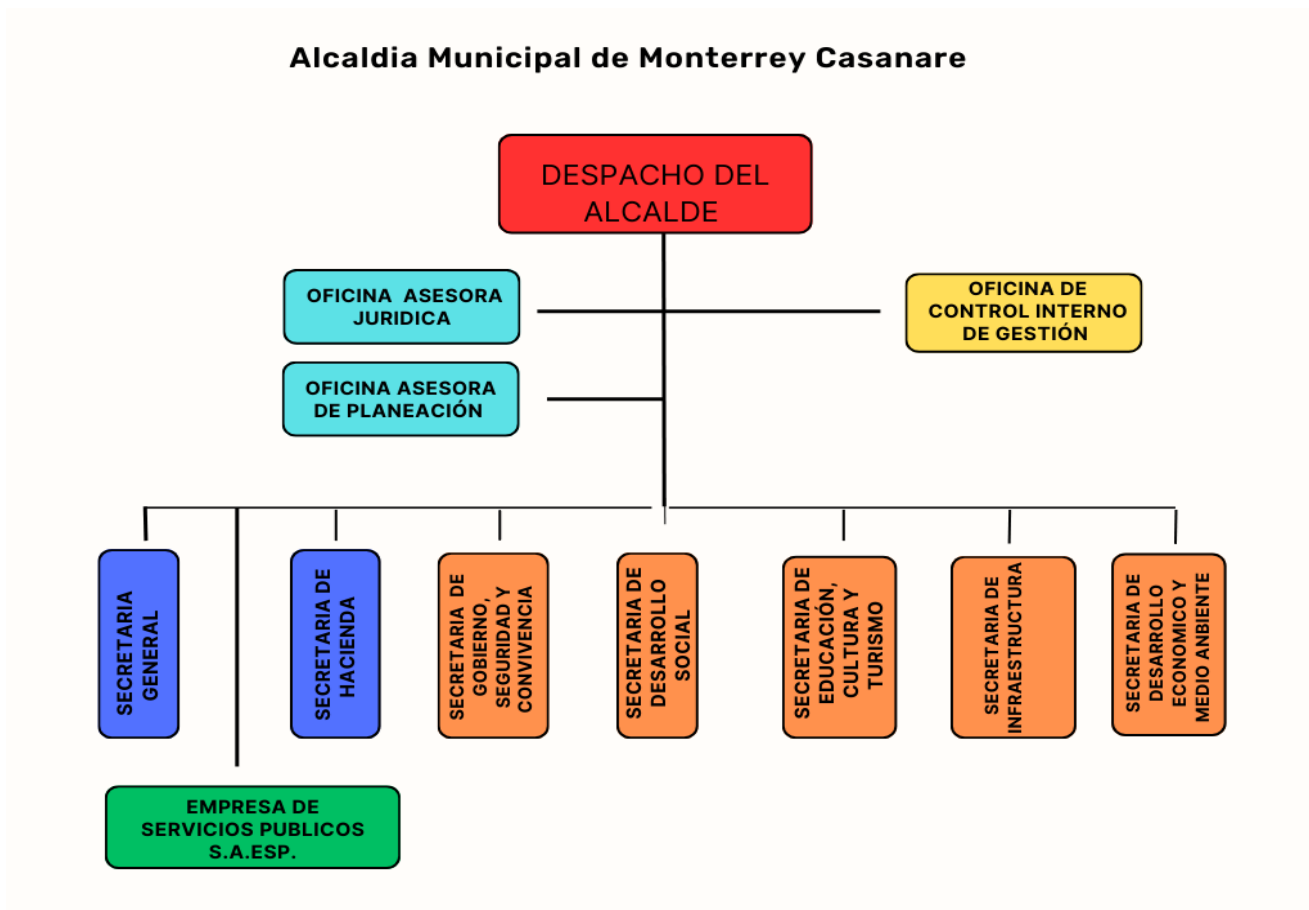 Alcaldia Municipal de Monterrey Casanare
DESPACHO DEL
ALCALDE
OFICINA ASESORA
JURIDICA
OFICINA DE
CONTROL INTERNO
DE GESTIÓN
OFICINA ASESORA
DE PLANEACIÓN
SECRETARIA
GENERAL
SECRETARIA DE
HACIENDA
SECRETARIA DE
GOBIERNO,
SEGURIDAD Y
CONVIVENCIA
SECRETARIA DE
DESARROLLO
SOCIAL
SECRETARIA DE
EDUCACIÓN,
CULTURA Y
TURISMO
SECRETARIA DE
INFRAESTRUCTURA
SECRETARIA DE
DESARROLLO
ECONOMICO Y
MEDIO ANBIENTE
EMPRESA DE
SERVICIOS PUBLICOS
S.A.ESP.